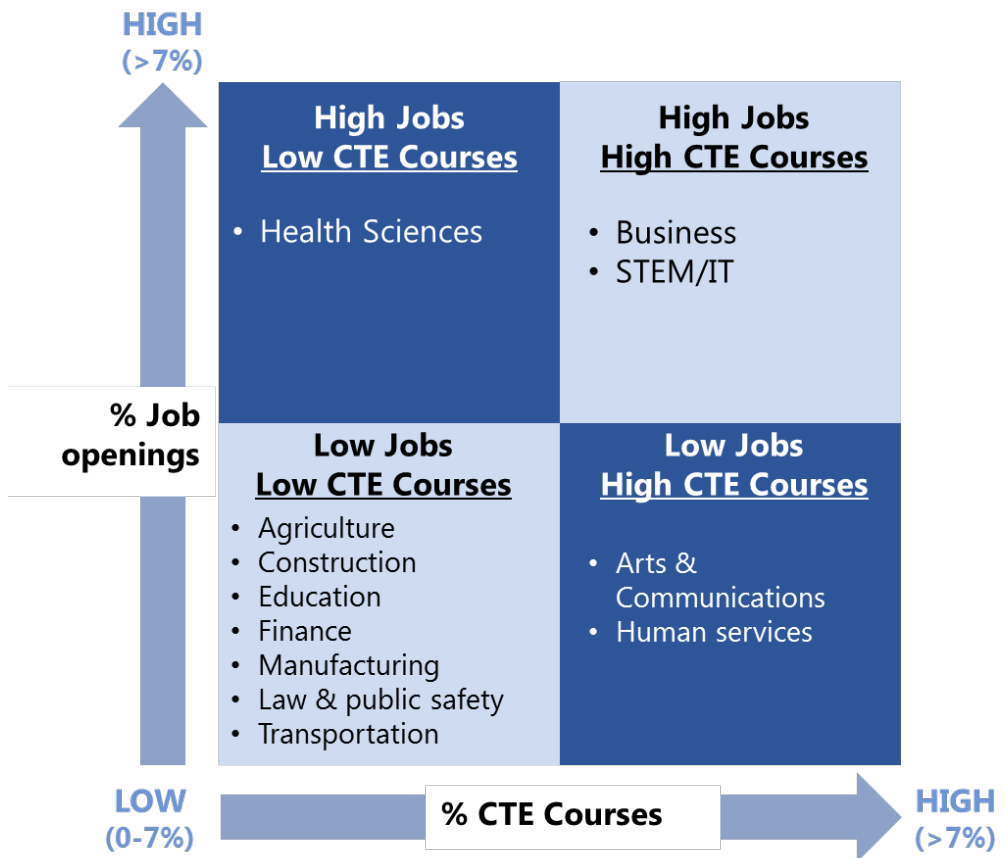 HIGH
(>7%)
High Jobs
Low CTE Courses
• Health Sciences
High Jobs
High CTE Courses
• Business
• STEM/IT
% Job
openings
Low Jobs
Low CTE Courses
• Agriculture
• Construction
• Education
• Finance
• Manufacturing
• Law & public safety
• Transportation
Low Jobs
High CTE Courses
• Arts &
Communications
• Human services
LOW
(0-7%)
% CTE Courses
HIGH
(>7%)